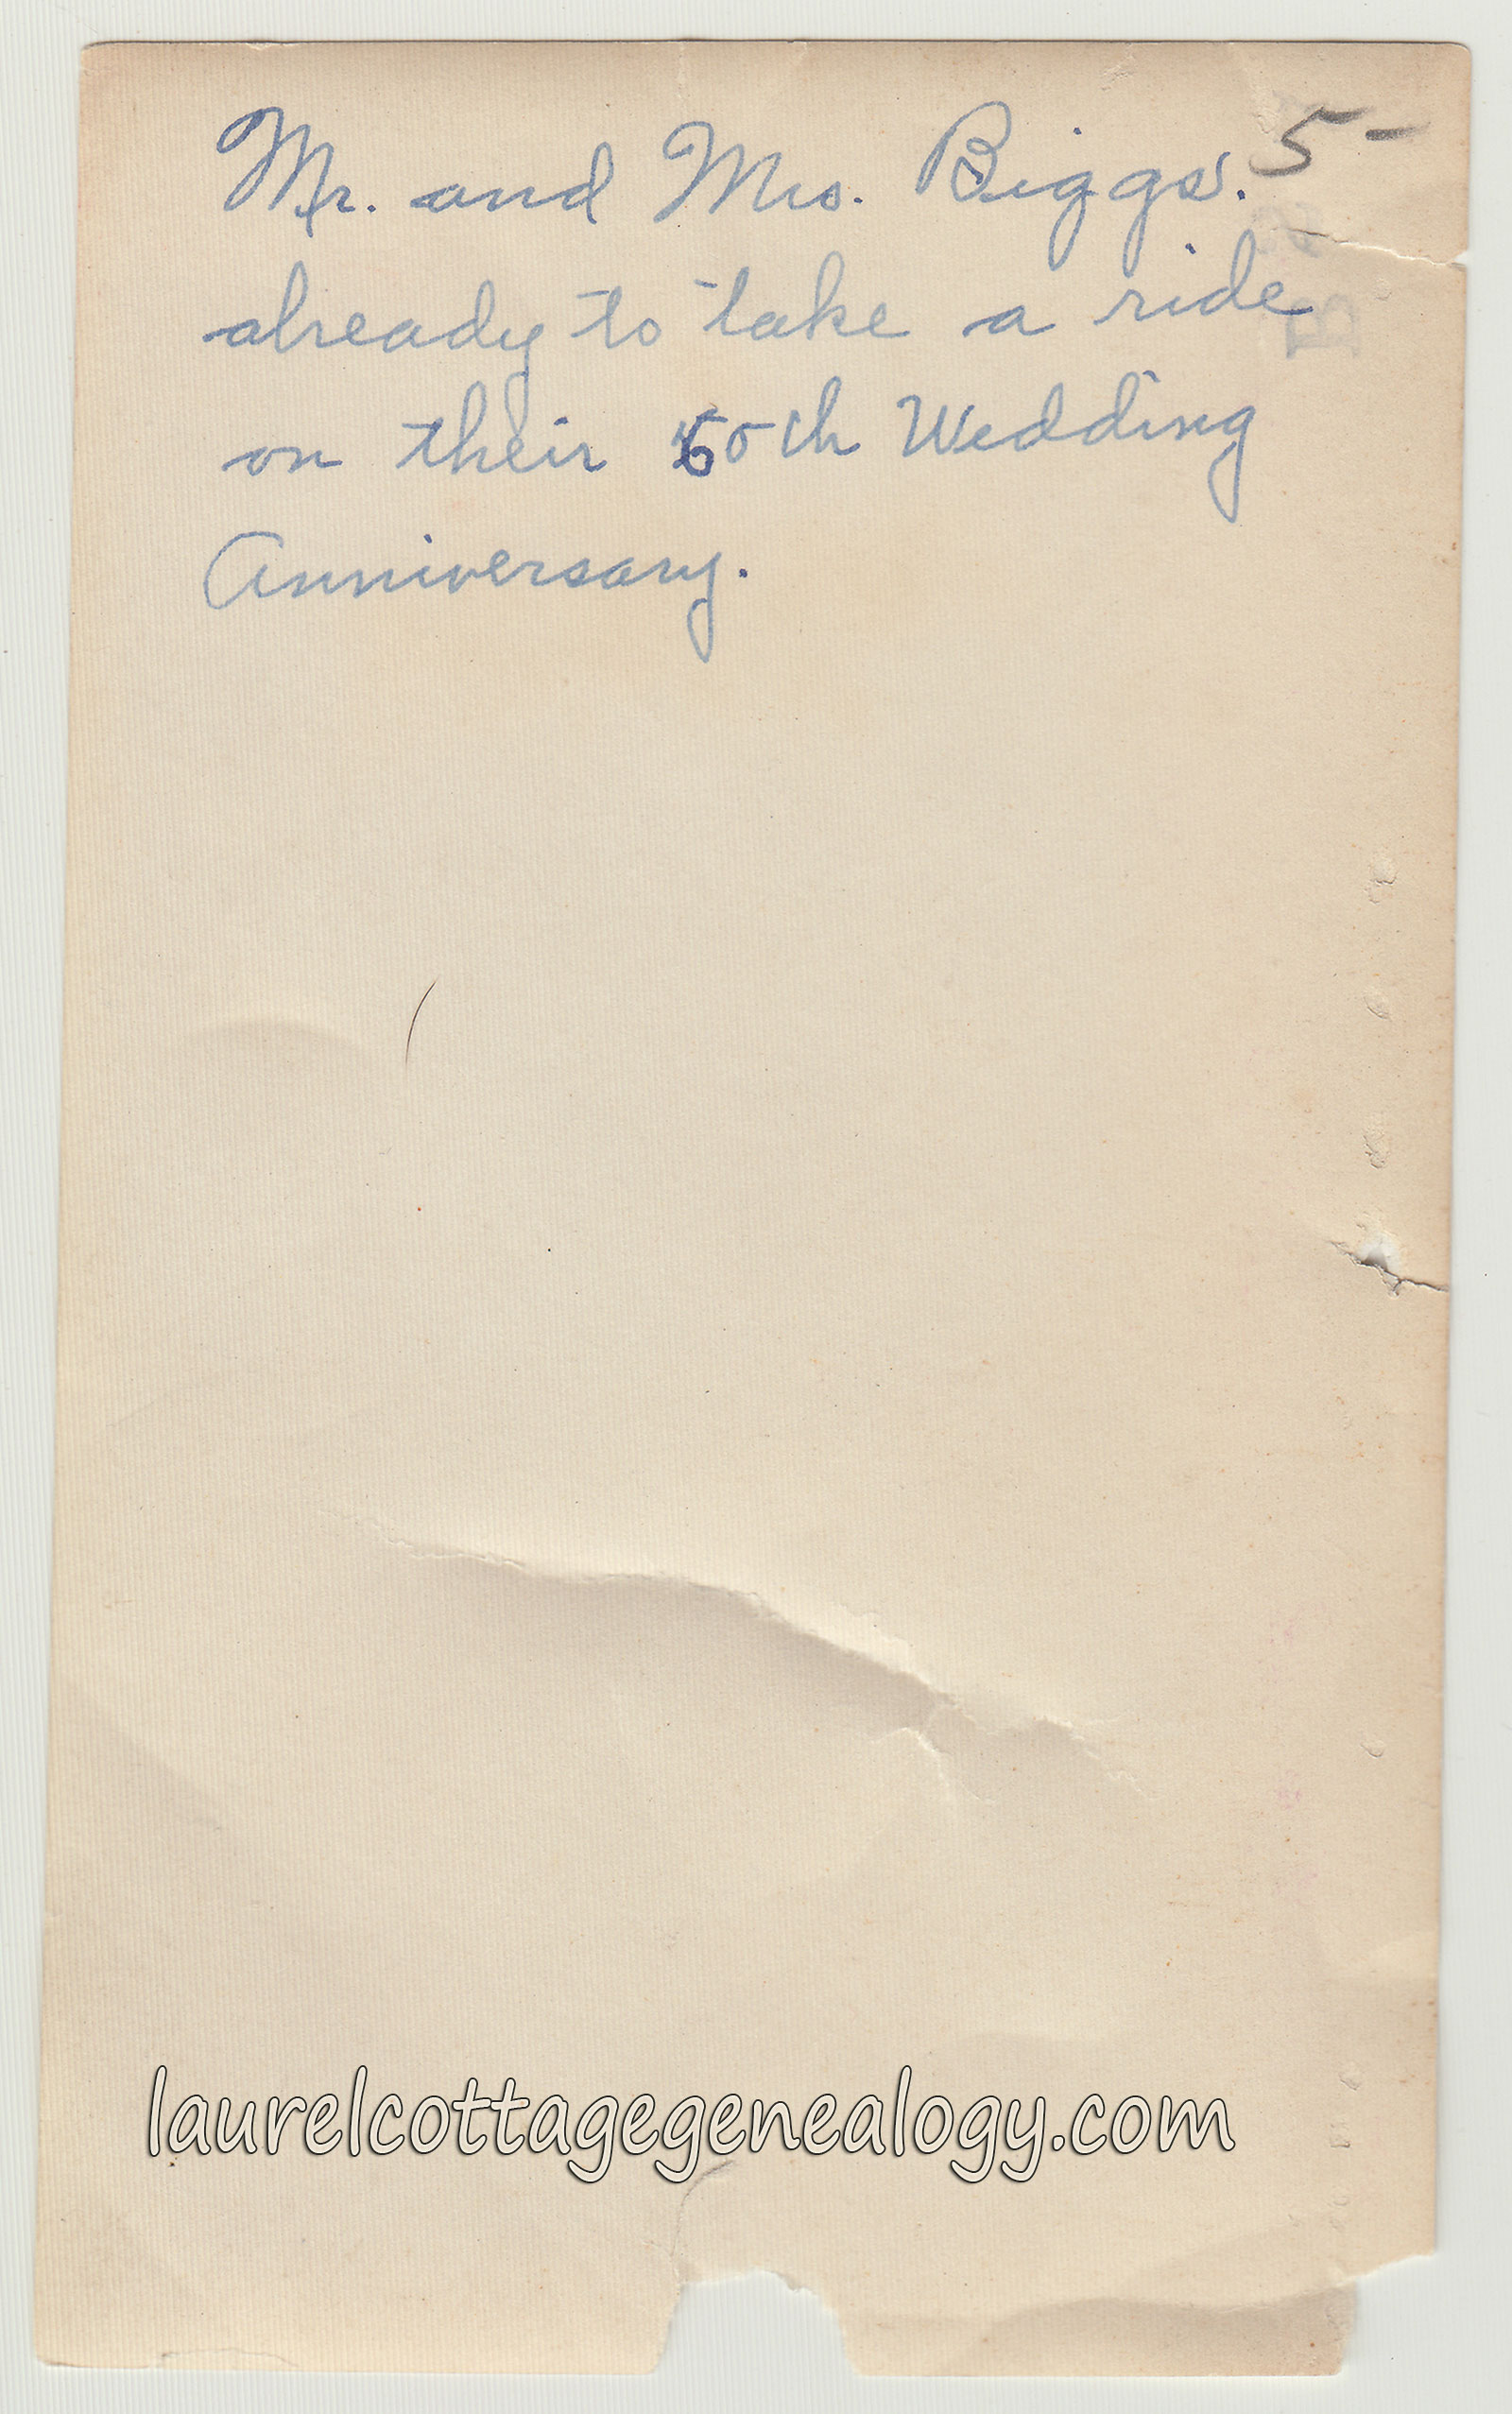 Mr. and Mrs. Biggs. 5-
already to take a ride
on their 60th Wedding
Anniversary.
laurelcottagegenealogy.com